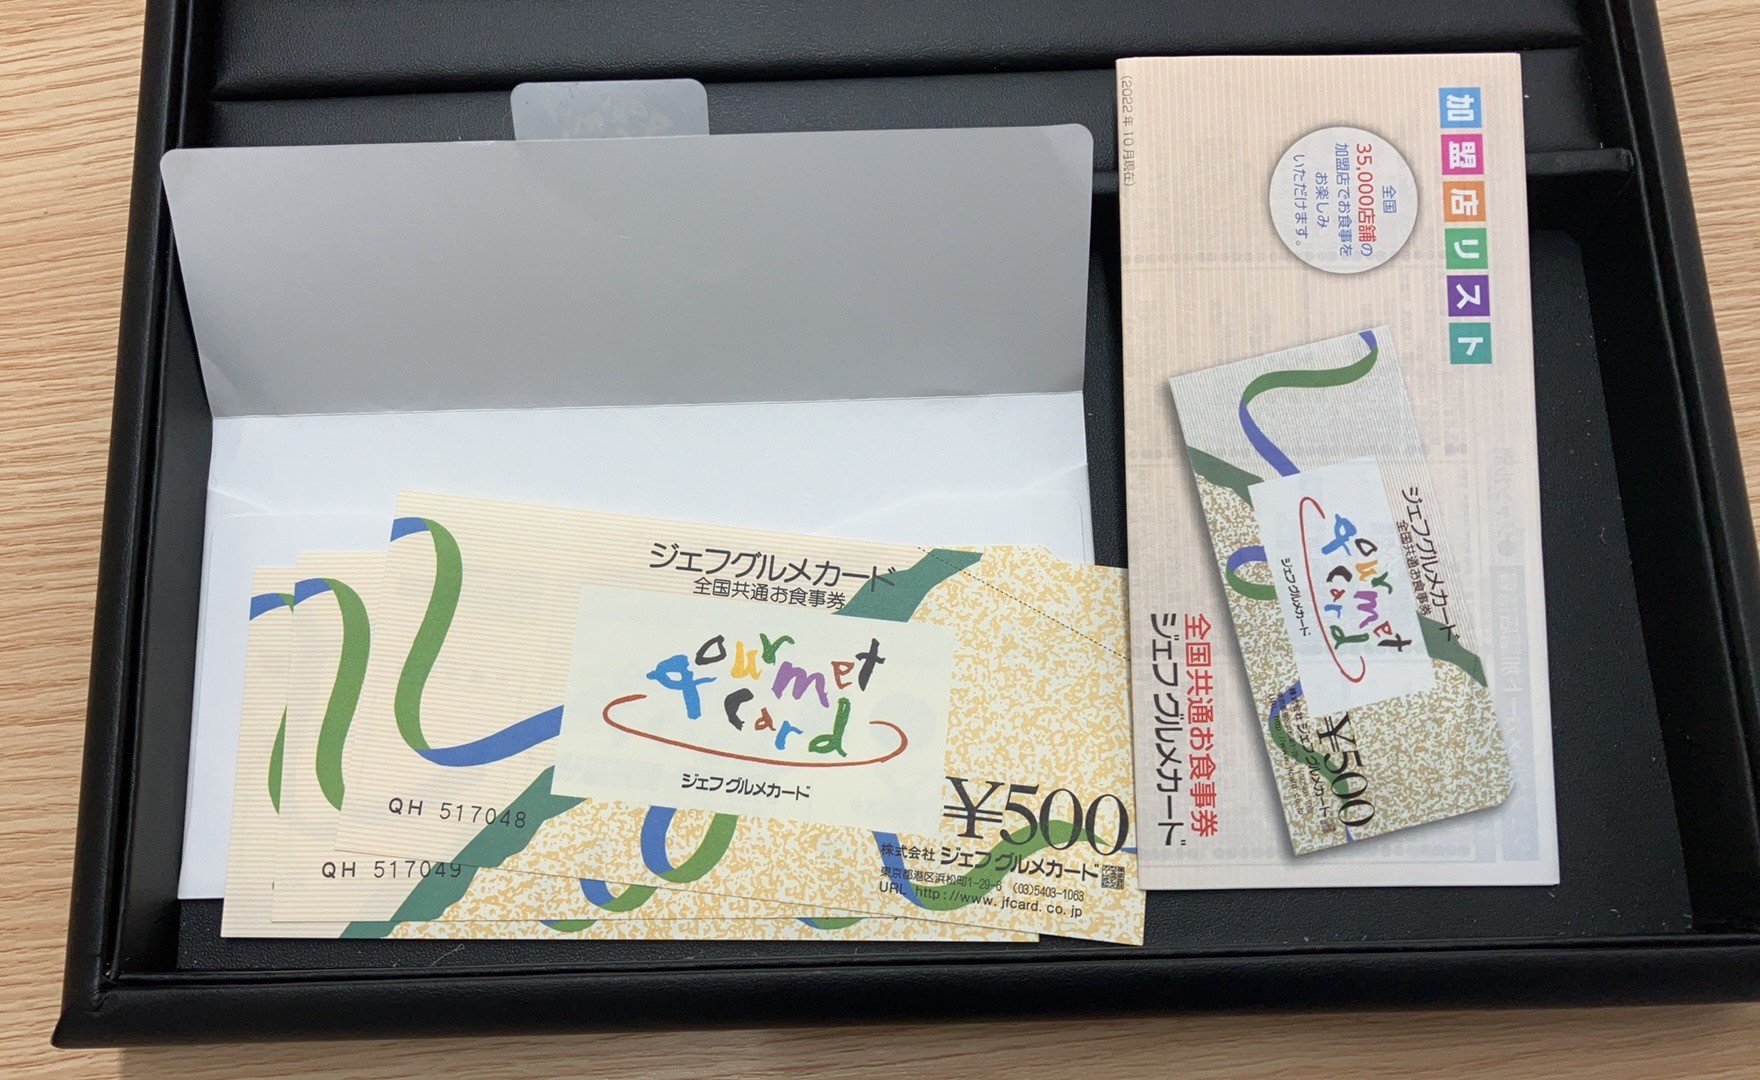 ジェフグルメカード
全国共通お食事券
gourmet
card
ジェフグルメカード
QH 517048
QH 517049
¥500
株式会社 ジェフグルメカード
東京都港区浜松町1-29-6 (03)5403-1063
URL http://www.jfcard.co.jp
加盟店リスト
全国
35,000店舗の
加盟店でお食事を
お楽しみ
いただけます。
(2022年10月現在)
ジェフグルメカード
全国共通お食事券
gourmet
card
ジェフグルメカード
¥500
全国共通お食事券
ジェフグルメカード